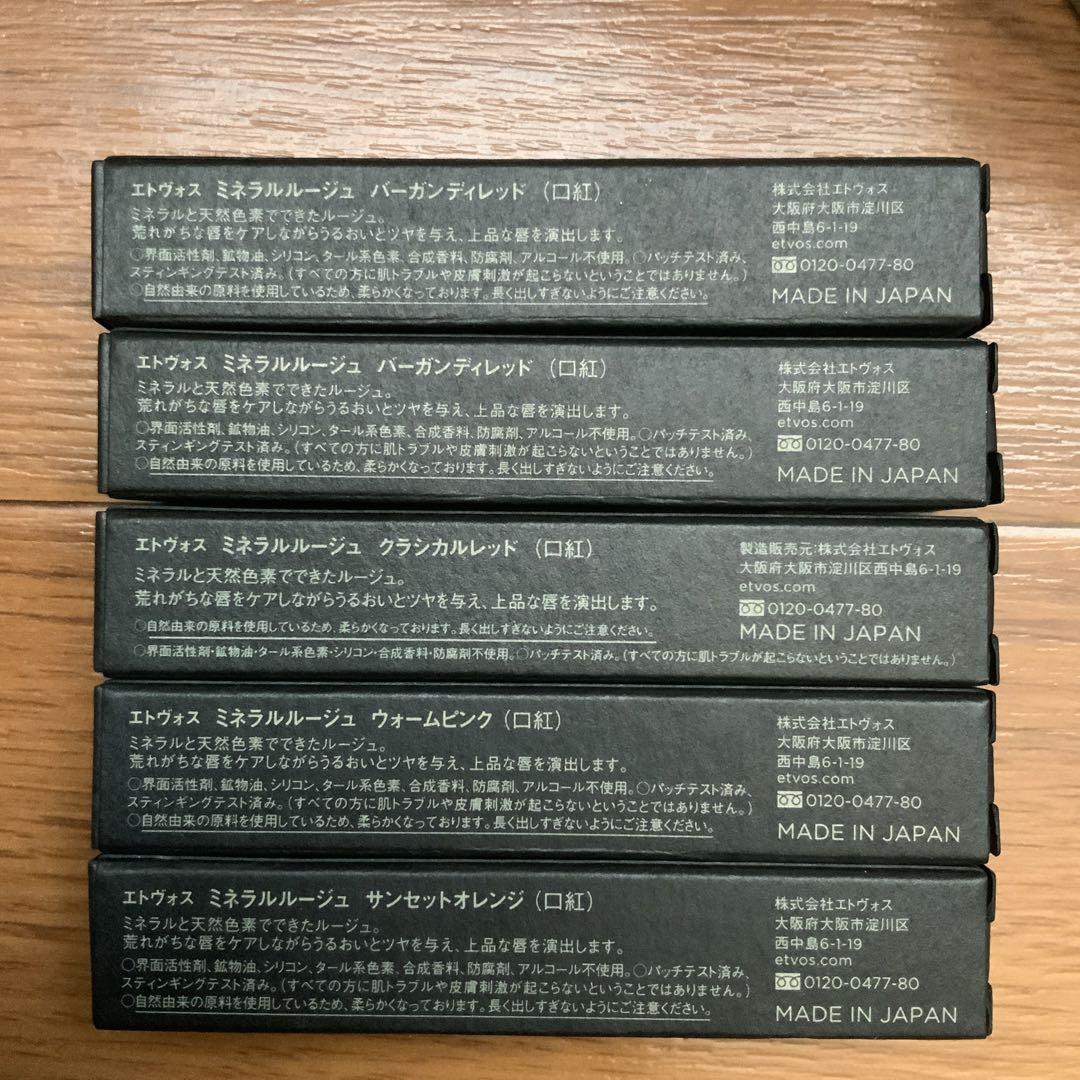 エトヴォス ミネラルルージュ バーガンディレッド（口紅）
ミネラルと天然色素でできたルージュ。
荒れがちな唇をケアしながらうるおいとツヤを与え、上品な唇を演出します。
○界面活性剤、鉱物油、シリコン、タール系色素、合成香料、防腐剤、アルコール不使用。○パッチテスト済み、
スティンギングテスト済み。（すべての方に肌トラブルや皮膚刺激が起こらないということではありません。）
○自然由来の原料を使用しているため、柔らかくなっております。長く出しすぎないようにご注意ください。
株式会社エトヴォス
大阪府大阪市淀川区
西中島6-1-19
etvos.com
0120-0477-80
MADE IN JAPAN
エトヴォス ミネラルルージュ バーガンディレッド（口紅）
ミネラルと天然色素でできたルージュ。
荒れがちな唇をケアしながらうるおいとツヤを与え、上品な唇を演出します。
○界面活性剤、鉱物油、シリコン、タール系色素、合成香料、防腐剤、アルコール不使用。○パッチテスト済み、
スティンギングテスト済み。（すべての方に肌トラブルや皮膚刺激が起こらないということではありません。）
○自然由来の原料を使用しているため、柔らかくなっております。長く出しすぎないようにご注意ください。
株式会社エトヴォス
大阪府大阪市淀川区
西中島6-1-19
etvos.com
0120-0477-80
MADE IN JAPAN
エトヴォス ミネラルルージュ クラシカルレッド（口紅）
ミネラルと天然色素でできたルージュ。
荒れがちな唇をケアしながらうるおいとツヤを与え、上品な唇を演出します。
○自然由来の原料を使用しているため、柔らかくなっております。長く出しすぎないようにご注意ください。
○界面活性剤・鉱物油・タール系色素・シリコン・合成香料・防腐剤不使用。○パッチテスト済み。（すべての方に肌トラブルが起こらないということではありません。）
製造販売元：株式会社エトヴォス
大阪府大阪市淀川区西中島6-1-19
etvos.com
0120-0477-80
MADE IN JAPAN
エトヴォス ミネラルルージュ ウォームピンク（口紅）
ミネラルと天然色素でできたルージュ。
荒れがちな唇をケアしながらうるおいとツヤを与え、上品な唇を演出します。
○界面活性剤、鉱物油、シリコン、タール系色素、合成香料、防腐剤、アルコール不使用。○パッチテスト済み、
スティンギングテスト済み。（すべての方に肌トラブルや皮膚刺激が起こらないということではありません。）
○自然由来の原料を使用しているため、柔らかくなっております。長く出しすぎないようにご注意ください。
株式会社エトヴォス
大阪府大阪市淀川区
西中島6-1-19
etvos.com
0120-0477-80
MADE IN JAPAN
エトヴォス ミネラルルージュ サンセットオレンジ（口紅）
ミネラルと天然色素でできたルージュ。
荒れがちな唇をケアしながらうるおいとツヤを与え、上品な唇を演出します。
○界面活性剤、鉱物油、シリコン、タール系色素、合成香料、防腐剤、アルコール不使用。○パッチテスト済み、
スティンギングテスト済み。（すべての方に肌トラブルや皮膚刺激が起こらないということではありません。）
○自然由来の原料を使用しているため、柔らかくなっております。長く出しすぎないようにご注意ください。
株式会社エトヴォス
大阪府大阪市淀川区
西中島6-1-19
etvos.com
0120-0477-80
MADE IN JAPAN